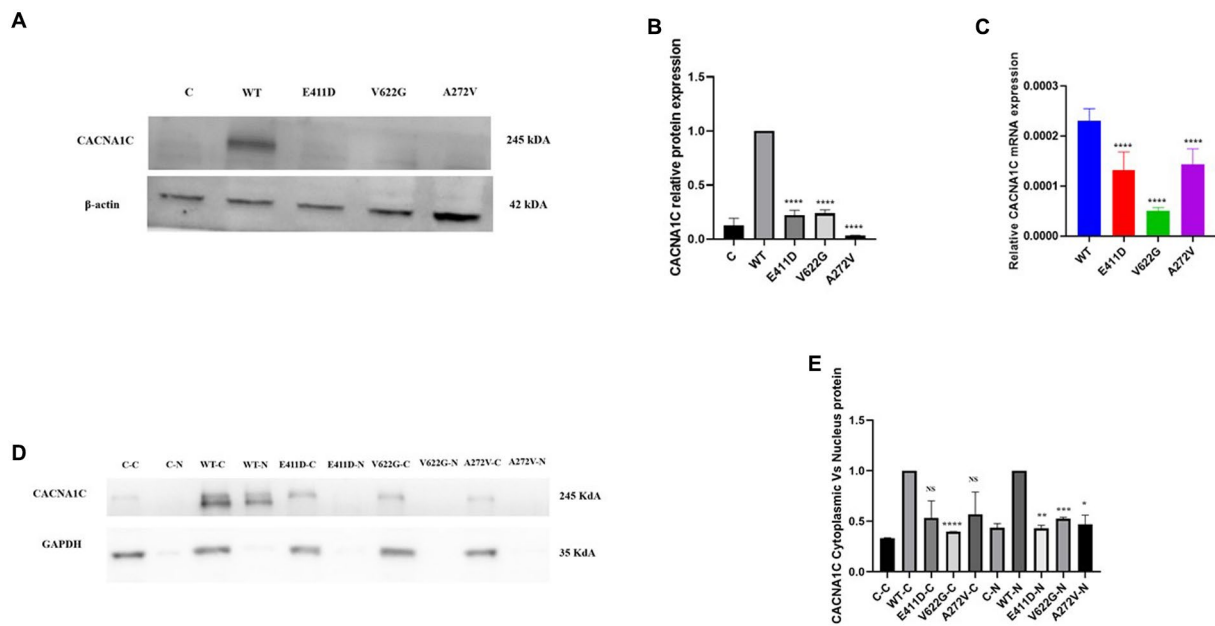 A
C WT E411D V622G A272V
CACNA1C 245 kDA
β-actin 42 kDA
B
CACNA1C relative protein expression
1.5
1.0
0.5
0.0
**** **** ****
C WT E411D V622G A272V
C
Relative CACNA1C mRNA expression
0.0003
0.0002
0.0001
0.0000
**** **** ****
WT E411D V622G A272V
D
C-C C-N WT-C WT-N E411D-C E411D-N V622G-C V622G-N A272V-C A272V-N
CACNA1C 245 KdA
GAPDH 35 KdA
E
CACNA1C Cytoplasmic Vs Nucleus protein
1.5
1.0
0.5
0.0
NS **** NS ** *** *
C-C WT-C E411D-C V622G-C A272V-C C-N WT-N E411D-N V622G-N A272V-N